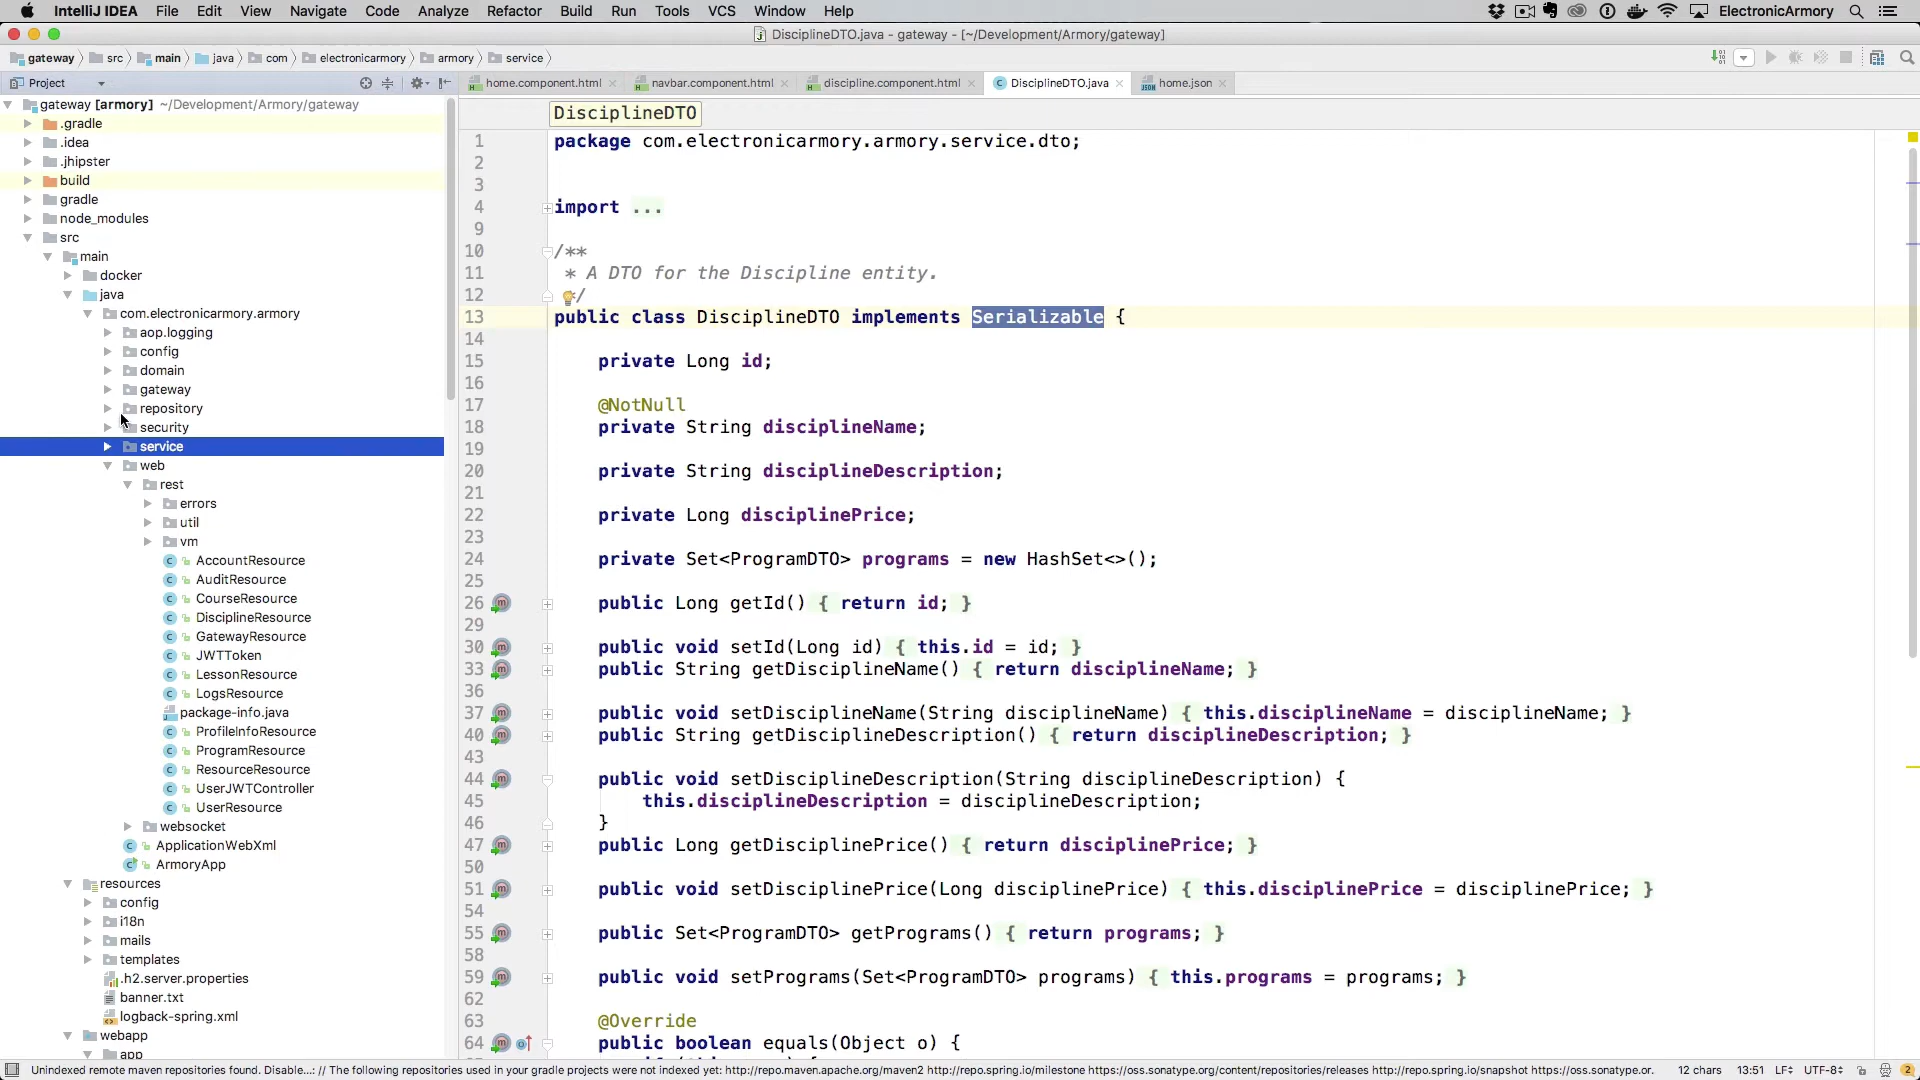 IntelliJ IDEA File Edit View Navigate Code Analyze Refactor Build Run Tools VCS Window Help ElectronicArmory
DisciplineDTO.java - gateway - [~/Development/Armory/gateway]
gateway src main java com electronicarmory armory service
Project home.component.html navbar.component.html discipline.component.html DisciplineDTO.java home.json
gateway [armory] ~/Development/Armory/gateway
.gradle
.idea
.jhipster
build
gradle
node_modules
src
main
docker
java
com.electronicarmory.armory
aop.logging
config
domain
gateway
repository
security
service
web
rest
errors
util
vm
AccountResource
AuditResource
CourseResource
DisciplineResource
GatewayResource
JWTToken
LessonResource
LogsResource
package-info.java
ProfileInfoResource
ProgramResource
ResourceResource
UserJWTController
UserResource
websocket
ApplicationWebXml
ArmoryApp
resources
config
i18n
mails
templates
.h2.server.properties
banner.txt
logback-spring.xml
webapp
app
DisciplineDTO
1 package com.electronicarmory.armory.service.dto;
2
3
4 import ...
9
10 /**
11 * A DTO for the Discipline entity.
12 */
13 public class DisciplineDTO implements Serializable {
14
15 private Long id;
16
17 @NotNull
18 private String disciplineName;
19
20 private String disciplineDescription;
21
22 private Long disciplinePrice;
23
24 private Set<ProgramDTO> programs = new HashSet<>();
25
26 public Long getId() { return id; }
29
30 public void setId(Long id) { this.id = id; }
33 public String getDisciplineName() { return disciplineName; }
36
37 public void setDisciplineName(String disciplineName) { this.disciplineName = disciplineName; }
40 public String getDisciplineDescription() { return disciplineDescription; }
43
44 public void setDisciplineDescription(String disciplineDescription) {
45 this.disciplineDescription = disciplineDescription;
46 }
47 public Long getDisciplinePrice() { return disciplinePrice; }
50
51 public void setDisciplinePrice(Long disciplinePrice) { this.disciplinePrice = disciplinePrice; }
54
55 public Set<ProgramDTO> getPrograms() { return programs; }
58
59 public void setPrograms(Set<ProgramDTO> programs) { this.programs = programs; }
62
63 @Override
64 public boolean equals(Object o) {
Unindexed remote maven repositories found. Disable...: // The following repositories used in your gradle projects were not indexed yet: http://repo.maven.apache.org/maven2 http://repo.spring.io/milestone https://oss.sonatype.org/content/repositories/releases http://repo.spring.io/snapshot https://oss.sonatype.or. 12 chars 13:51 LF÷ UTF-8÷ 2